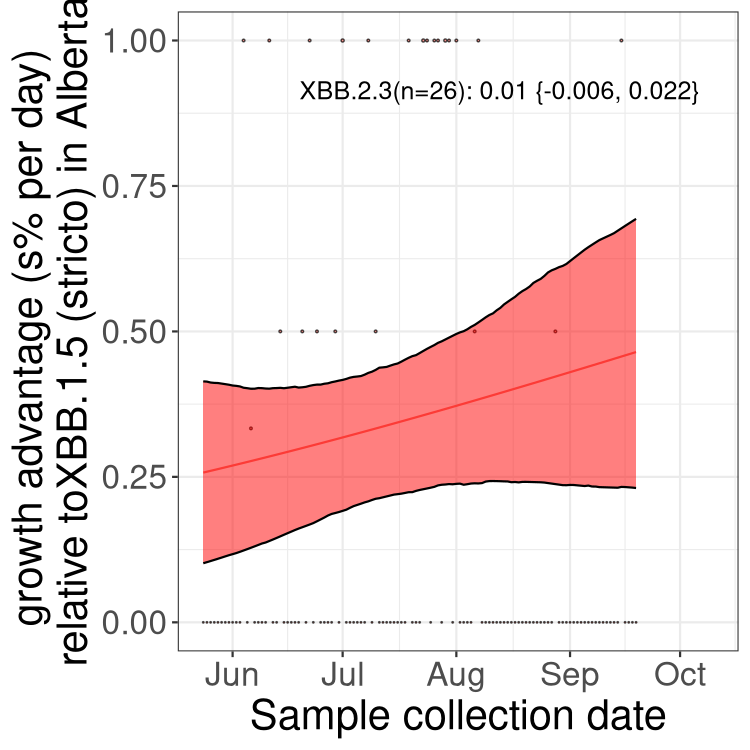 growth advantage (s% per day)
relative toXBB.1.5 (stricto) in Alberta
1.00
0.75
0.50
0.25
0.00
XBB.2.3(n=26): 0.01 {-0.006, 0.022}
Jun Jul Aug Sep Oct
Sample collection date